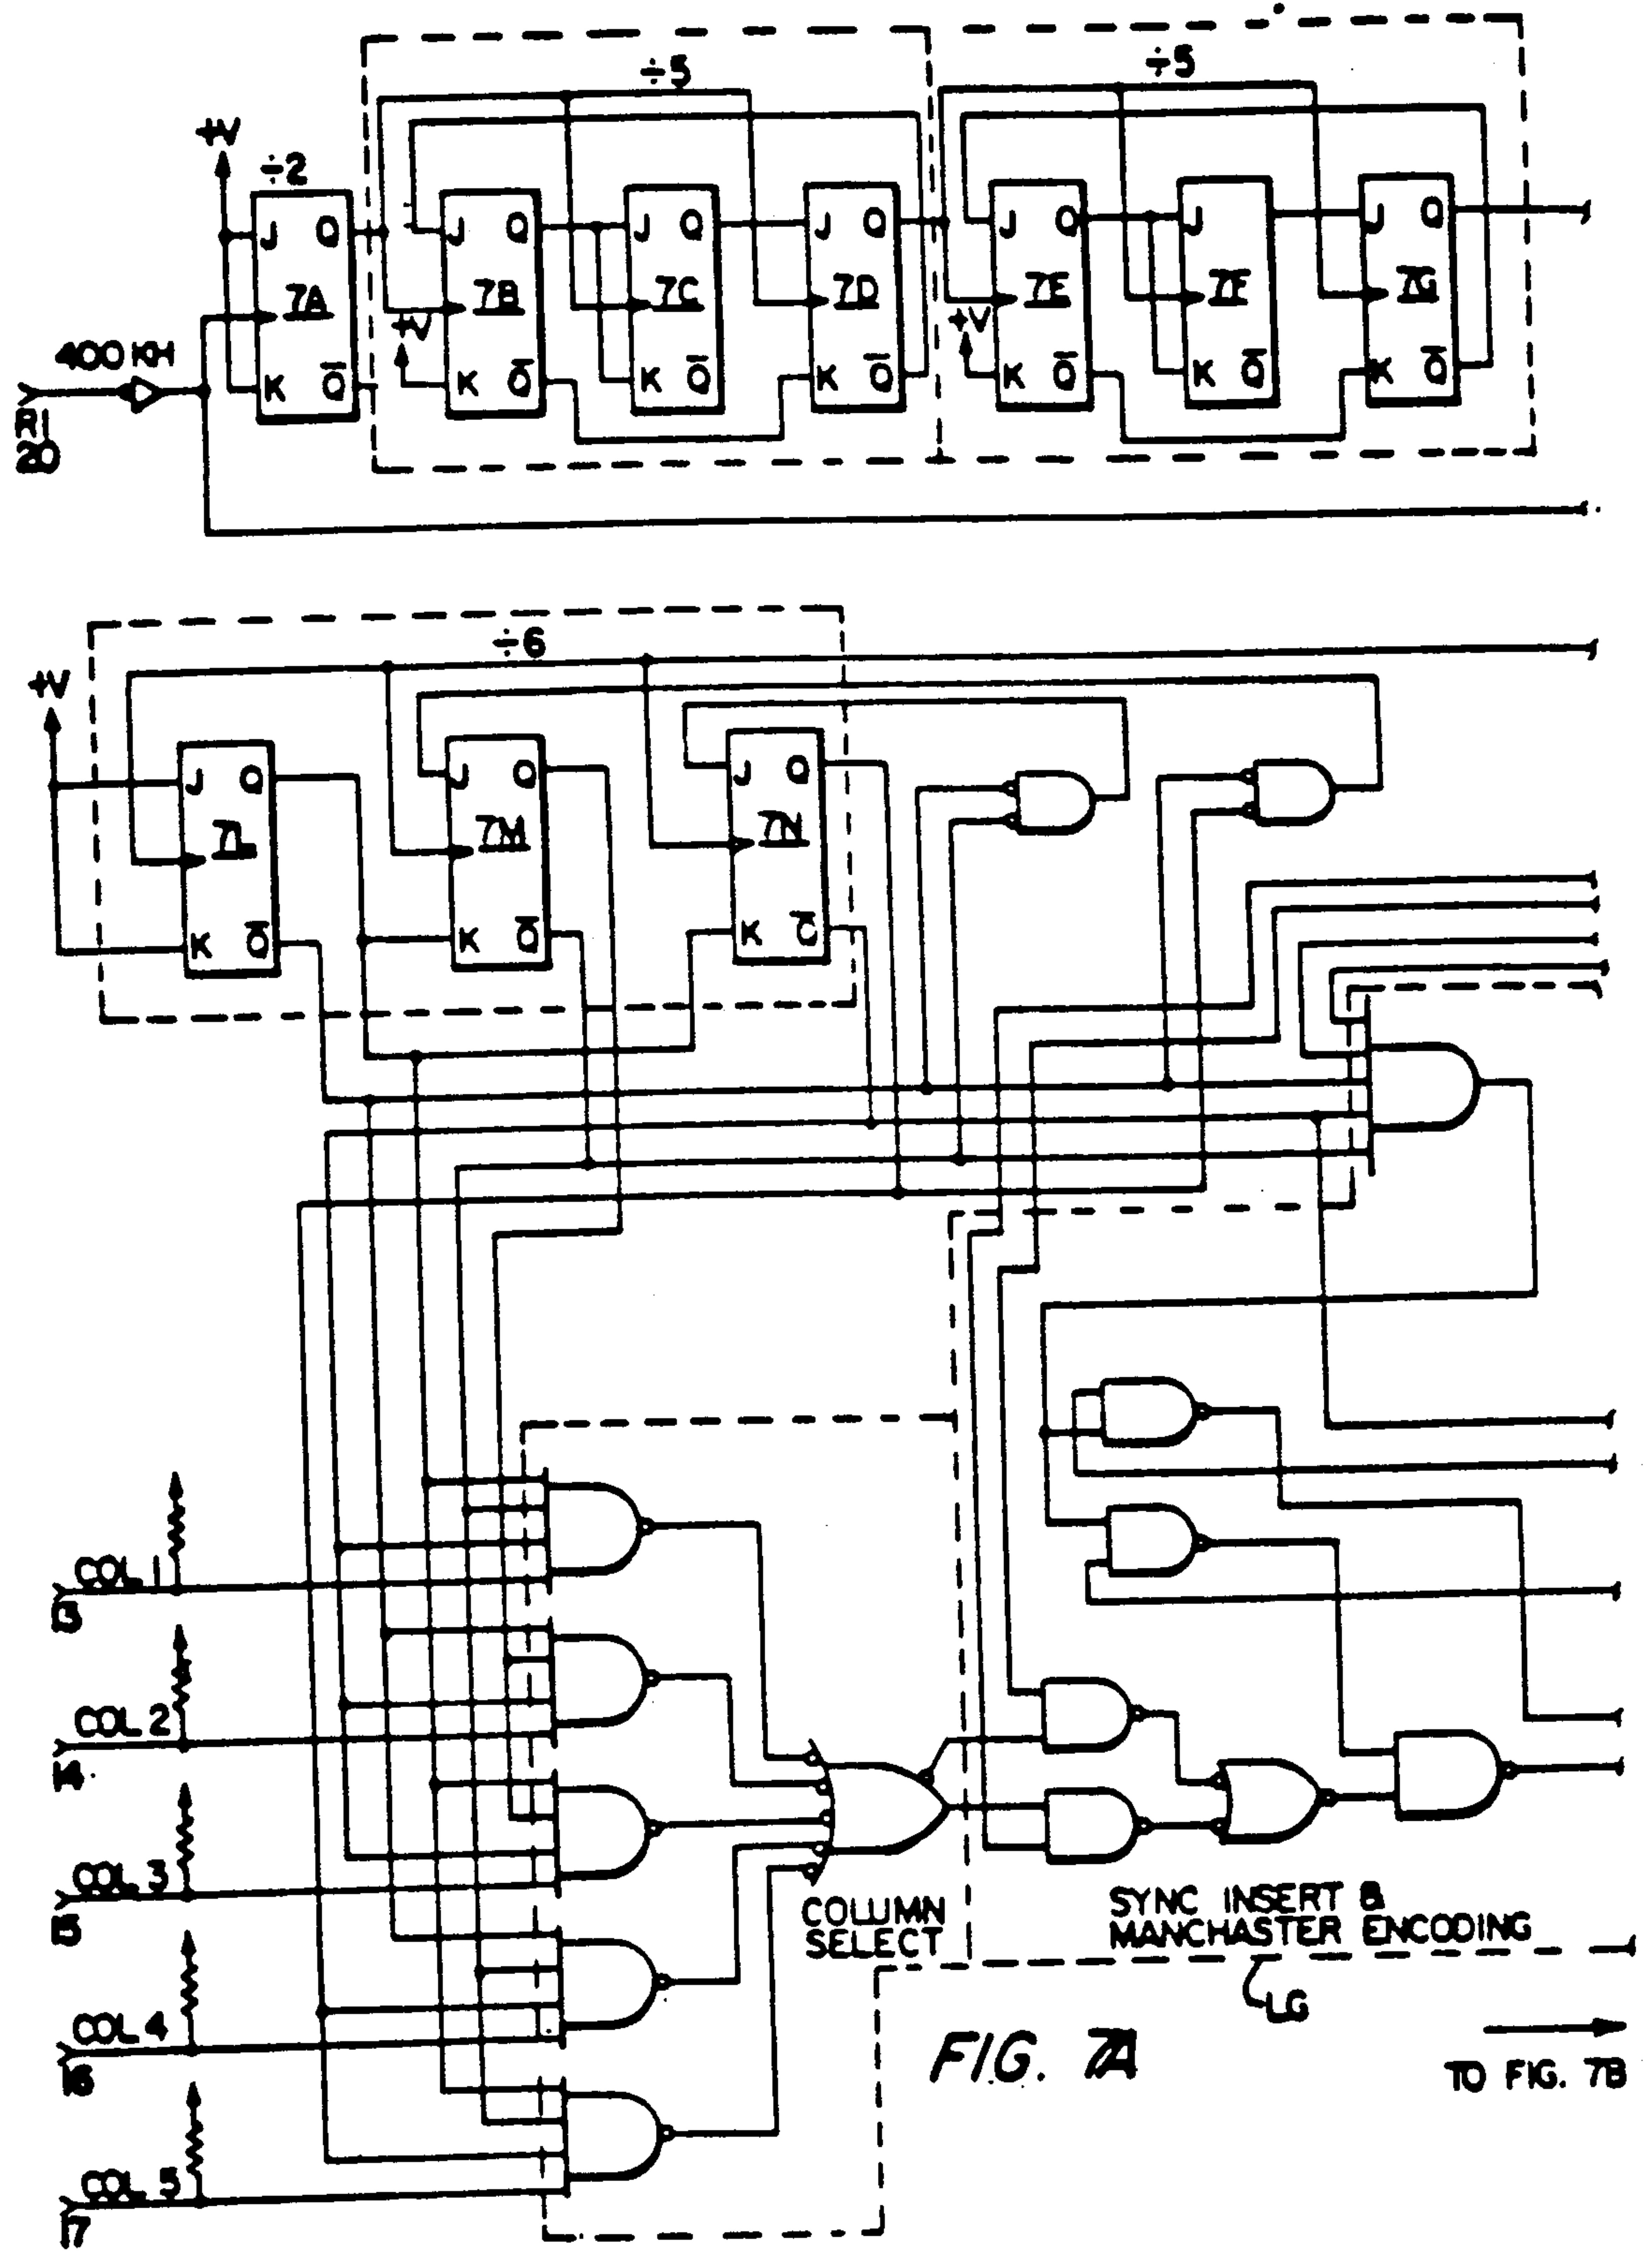 ÷5
÷5
+V
÷2
J Q
7A
K Q̅
J Q
7B
+V
K Q̅
J Q
7C
K Q̅
J Q
7D
K Q̅
J Q
7E
+V
K Q̅
J
7F
K Q̅
J Q
7G
K Q̅
400 KH
R1
20
÷6
+V
J Q
7L
K Q̅
J Q
7M
K Q̅
J Q
7N
K Q̅
COL 1
13
COL 2
14
COL 3
15
COL 4
16
COL 5
17
COLUMN
SELECT
SYNC INSERT &
MANCHASTER ENCODING
LG
FIG. 7A
TO FIG. 7B